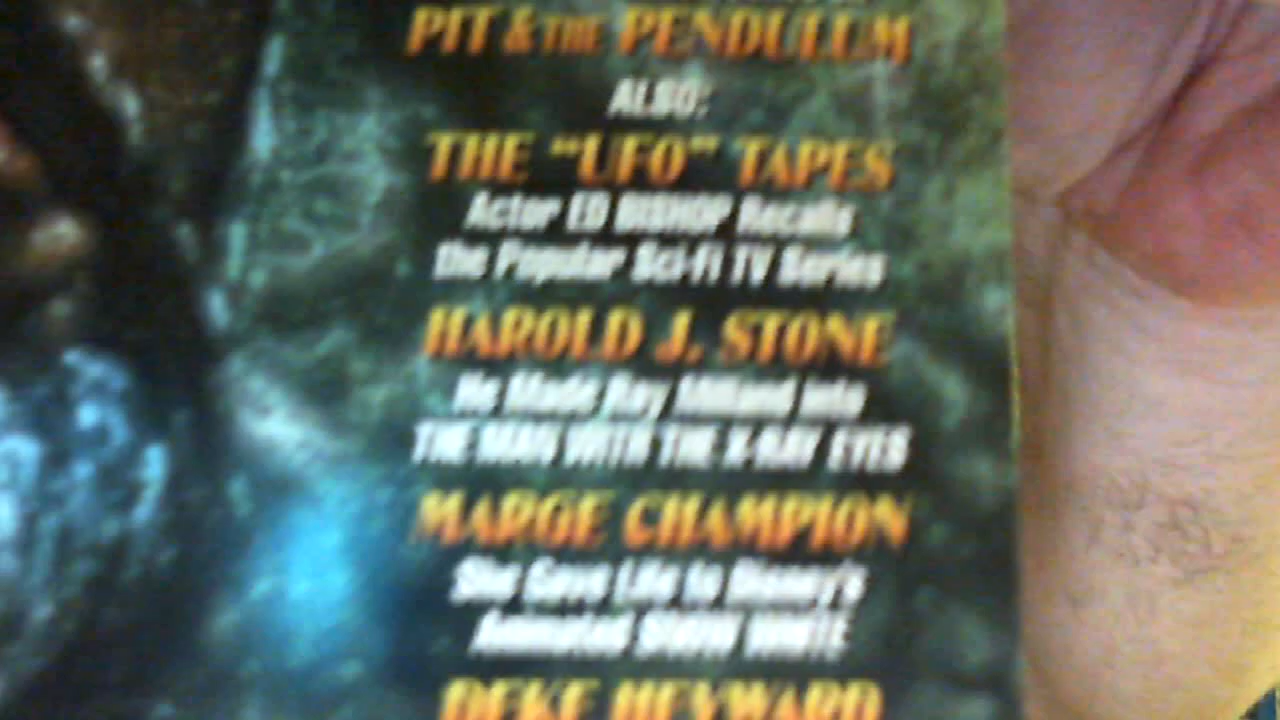 PIT & THE PENDULUM
ALSO:
THE "UFO" TAPES
Actor ED BISHOP Recalls
the Popular Sci-Fi TV Series
HAROLD J. STONE
He Made Ray Milland into
THE MAN WITH THE X-RAY EYES
MARGE CHAMPION
She Gave Life to Disney's
Animated SNOW WHITE
DEKE HEYWARD